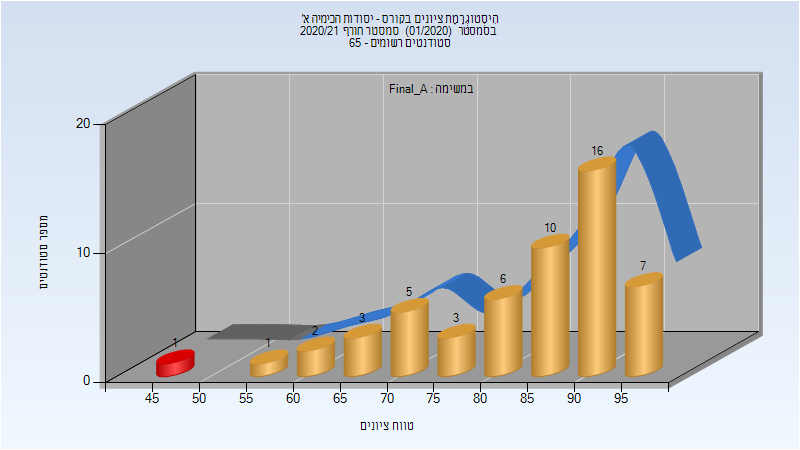 היסטוגרמת ציונים בקורס - יסודות הכימיה א'
בסמסטר (01/2020) סמסטר חורף 2020/21
סטודנטים רשומים - 65
במשימה : Final_A
מספר סטודנטים
20
10
0
1
1
2
3
5
3
6
10
16
7
45 50 55 60 65 70 75 80 85 90 95
טווח ציונים